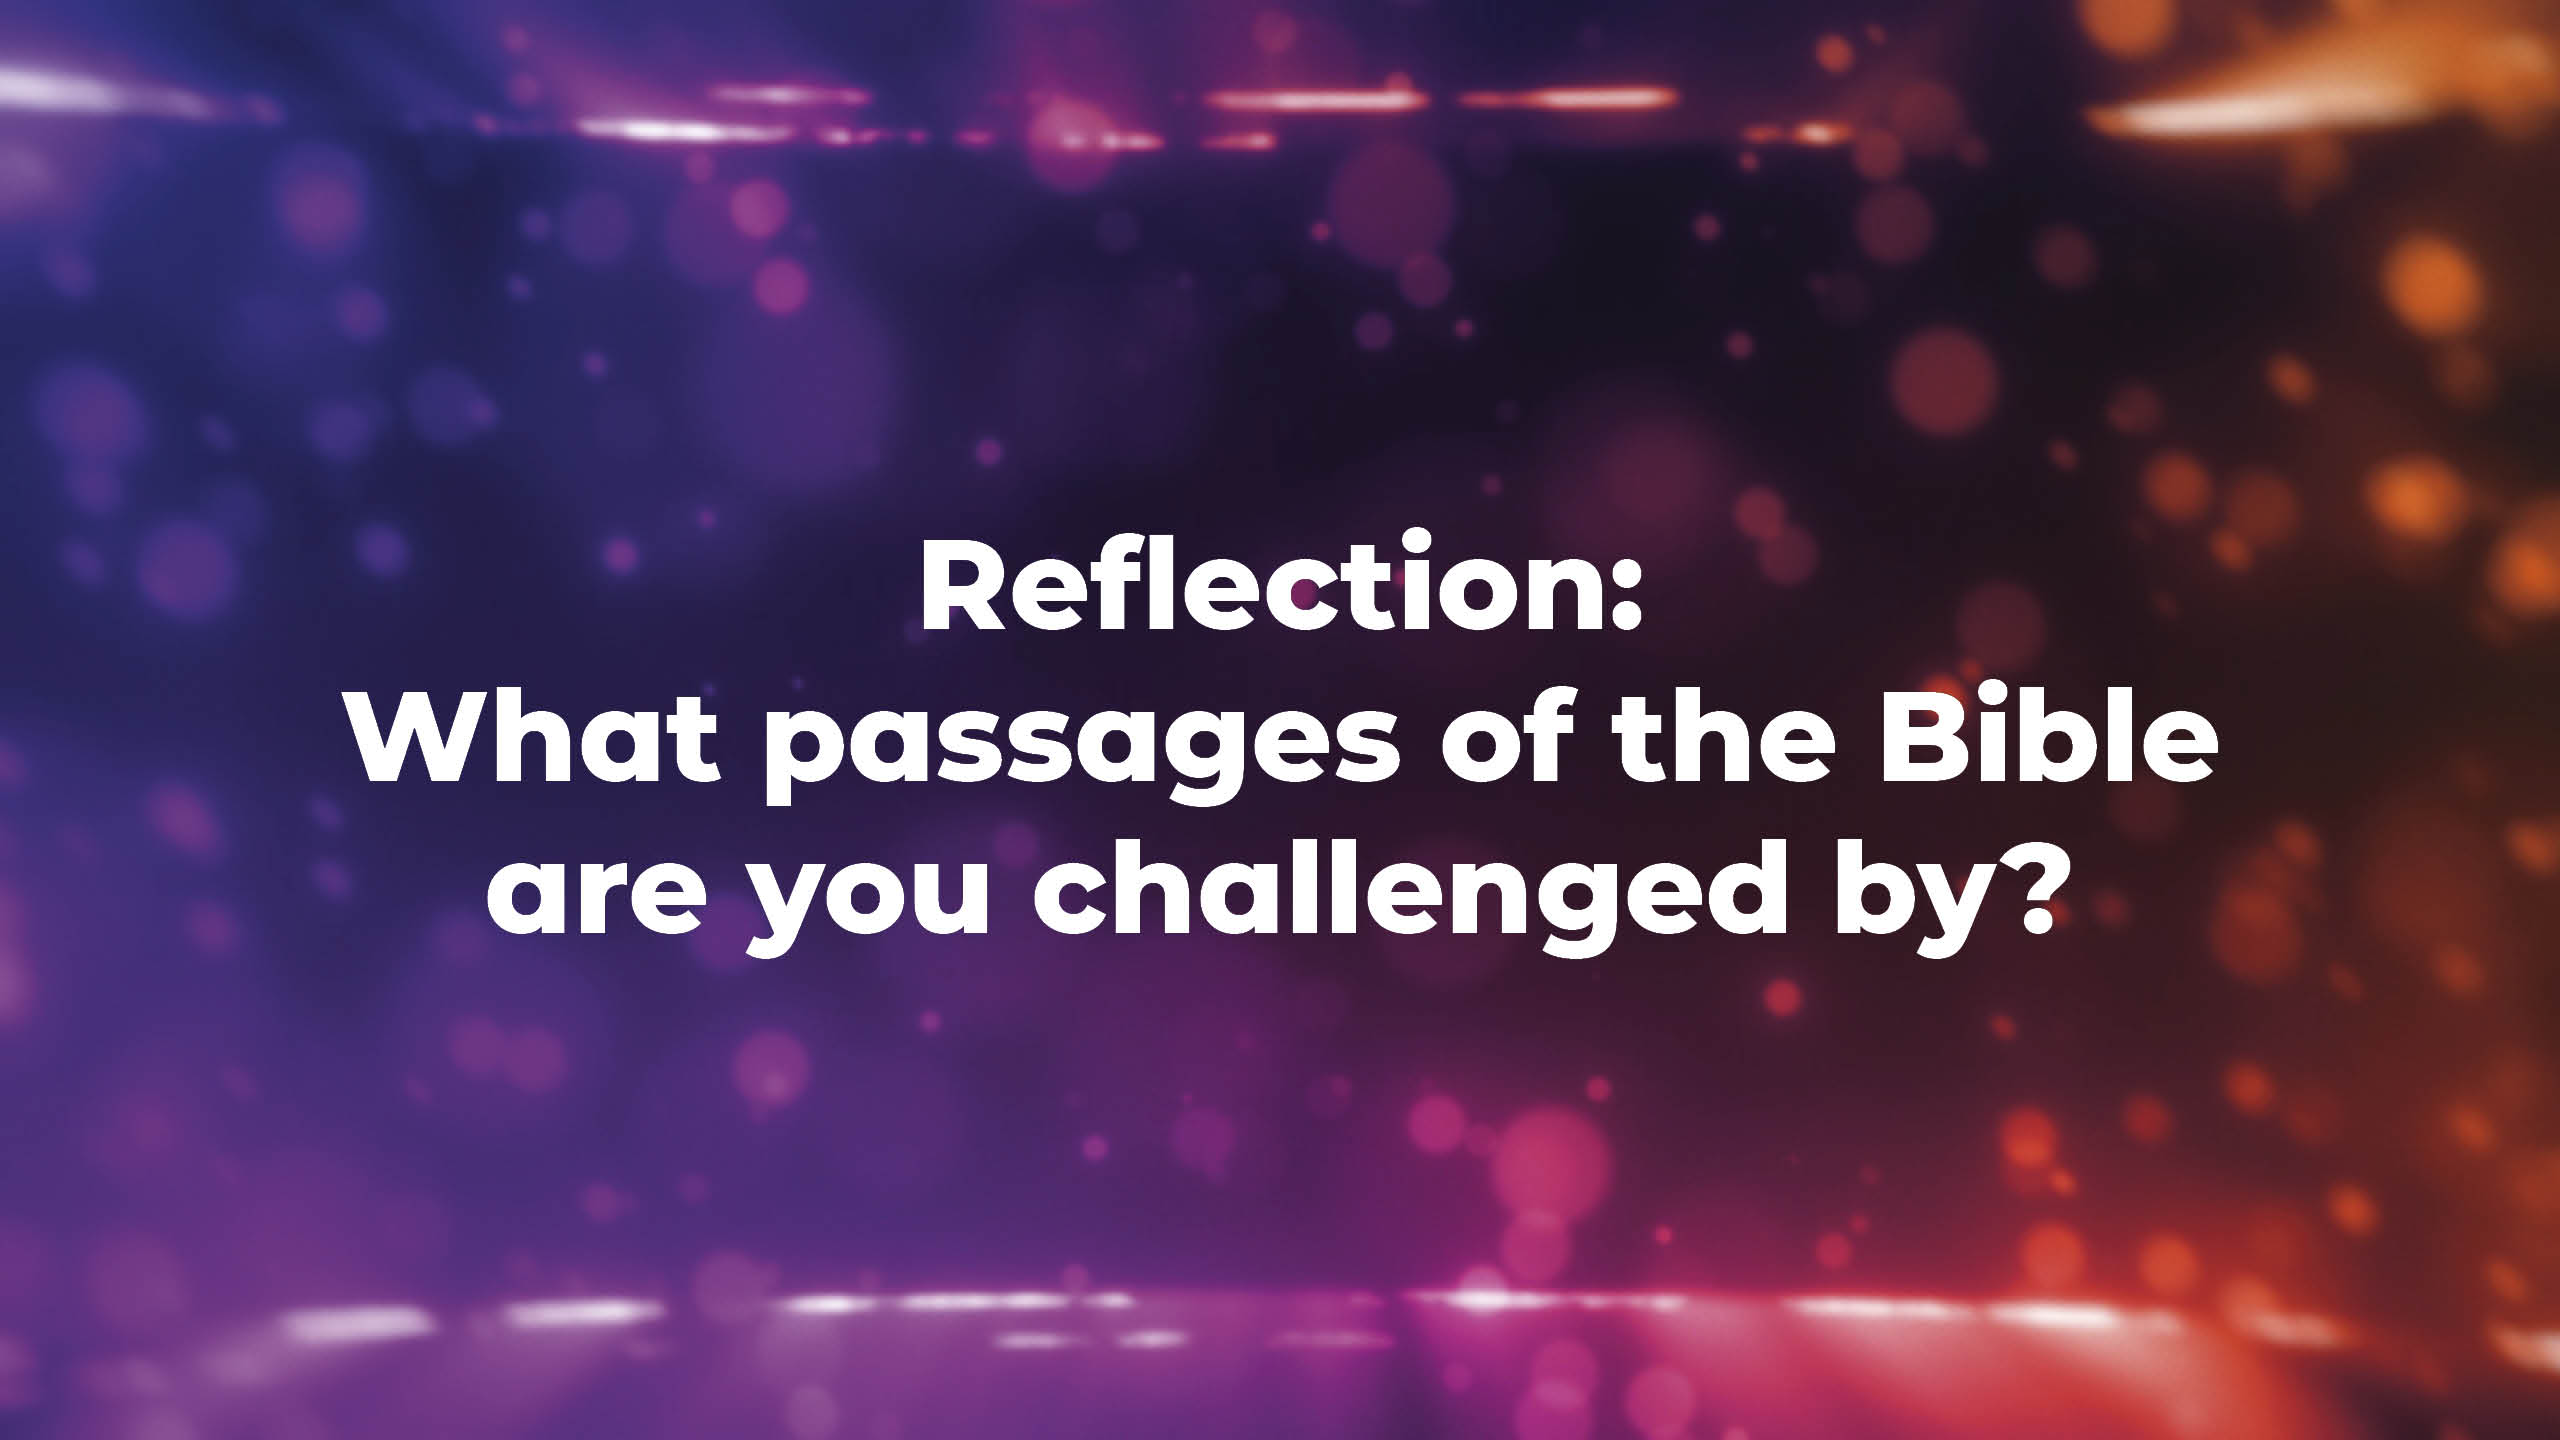 Reflection:
What passages of the Bible
are you challenged by?